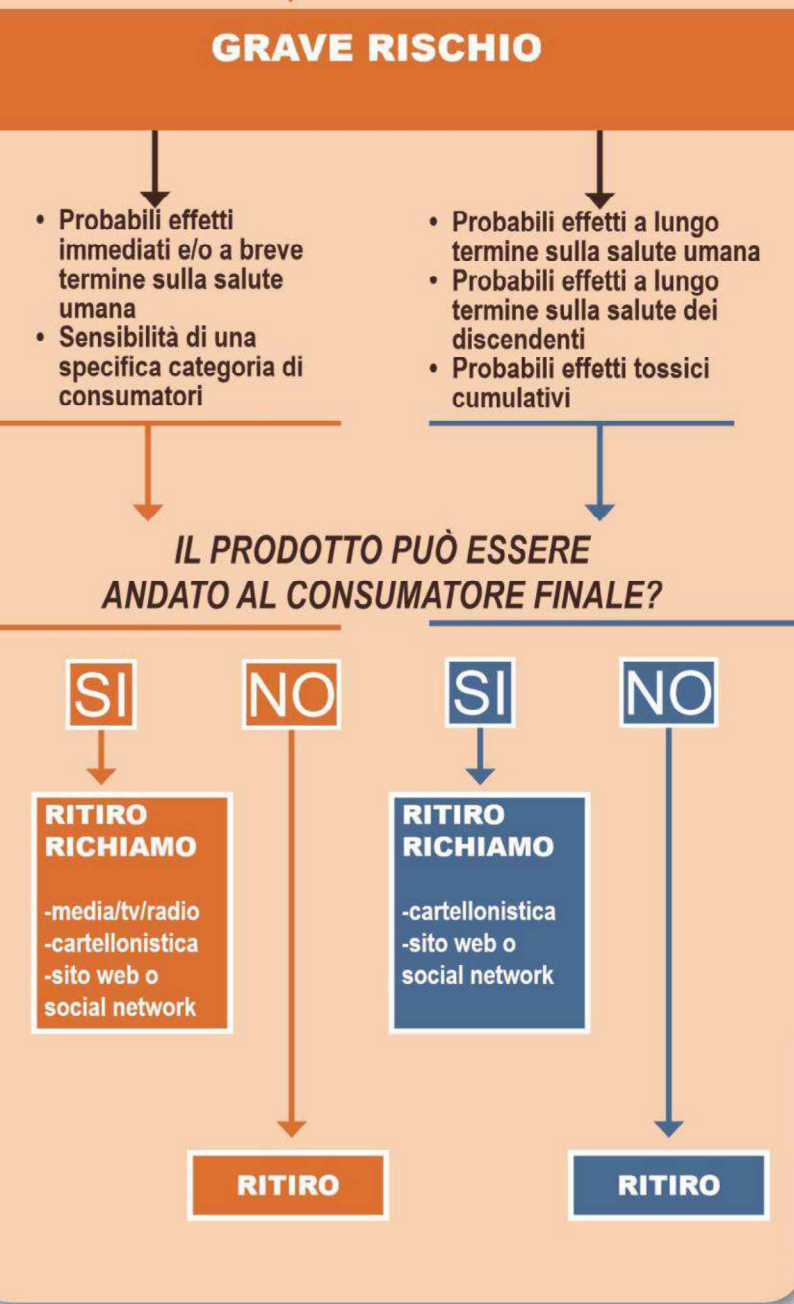 GRAVE RISCHIO
• Probabili effetti
immediati e/o a breve
termine sulla salute
umana
• Sensibilità di una
specifica categoria di
consumatori
• Probabili effetti a lungo
termine sulla salute umana
• Probabili effetti a lungo
termine sulla salute dei
discendenti
• Probabili effetti tossici
cumulativi
IL PRODOTTO PUÒ ESSERE
ANDATO AL CONSUMATORE FINALE?
SI
NO
SI
NO
RITIRO
RICHIAMO
-media/tv/radio
-cartellonistica
-sito web o
social network
RITIRO
RICHIAMO
-cartellonistica
-sito web o
social network
RITIRO
RITIRO